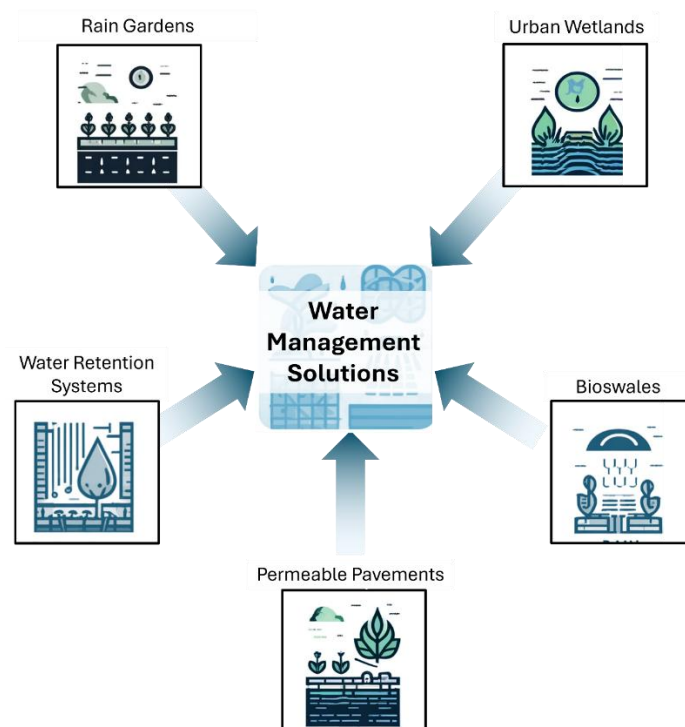 Rain Gardens
Urban Wetlands
Water
Management
Solutions
Water Retention
Systems
Bioswales
Permeable Pavements